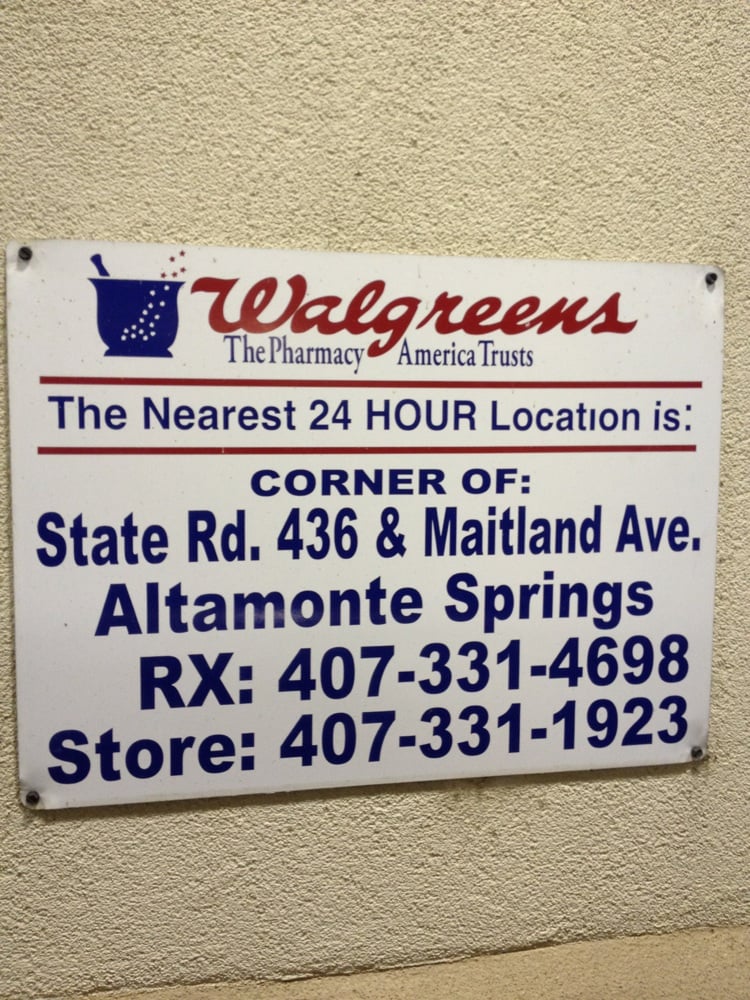 Walgreens
The Pharmacy America Trusts
The Nearest 24 HOUR Location is:
CORNER OF:
State Rd. 436 & Maitland Ave.
Altamonte Springs
RX: 407-331-4698
Store: 407-331-1923